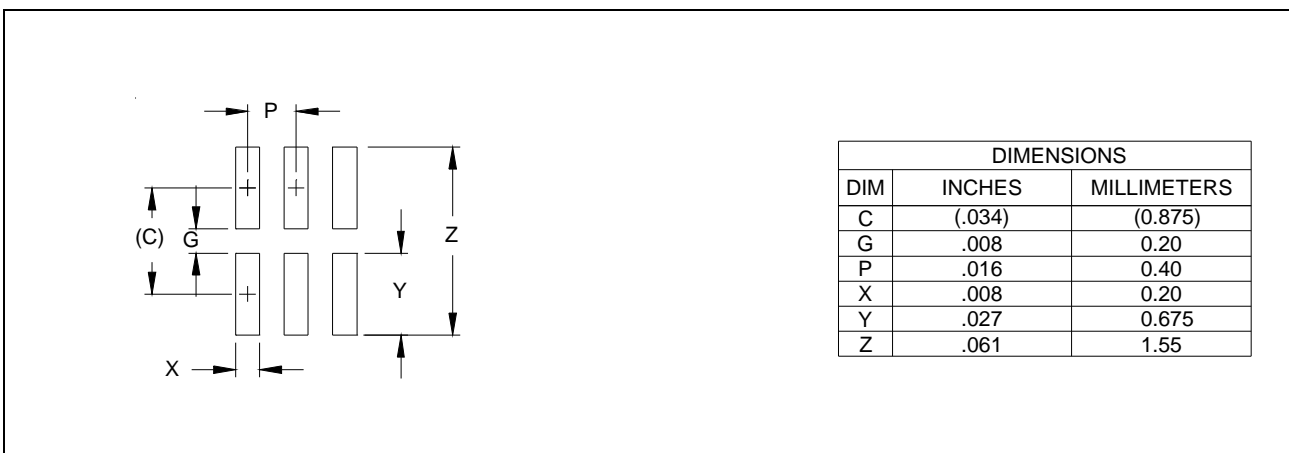 P
(C)
G
Z
Y
X
DIMENSIONS
DIM INCHES MILLIMETERS
C (.034) (0.875)
G .008 0.20
P .016 0.40
X .008 0.20
Y .027 0.675
Z .061 1.55